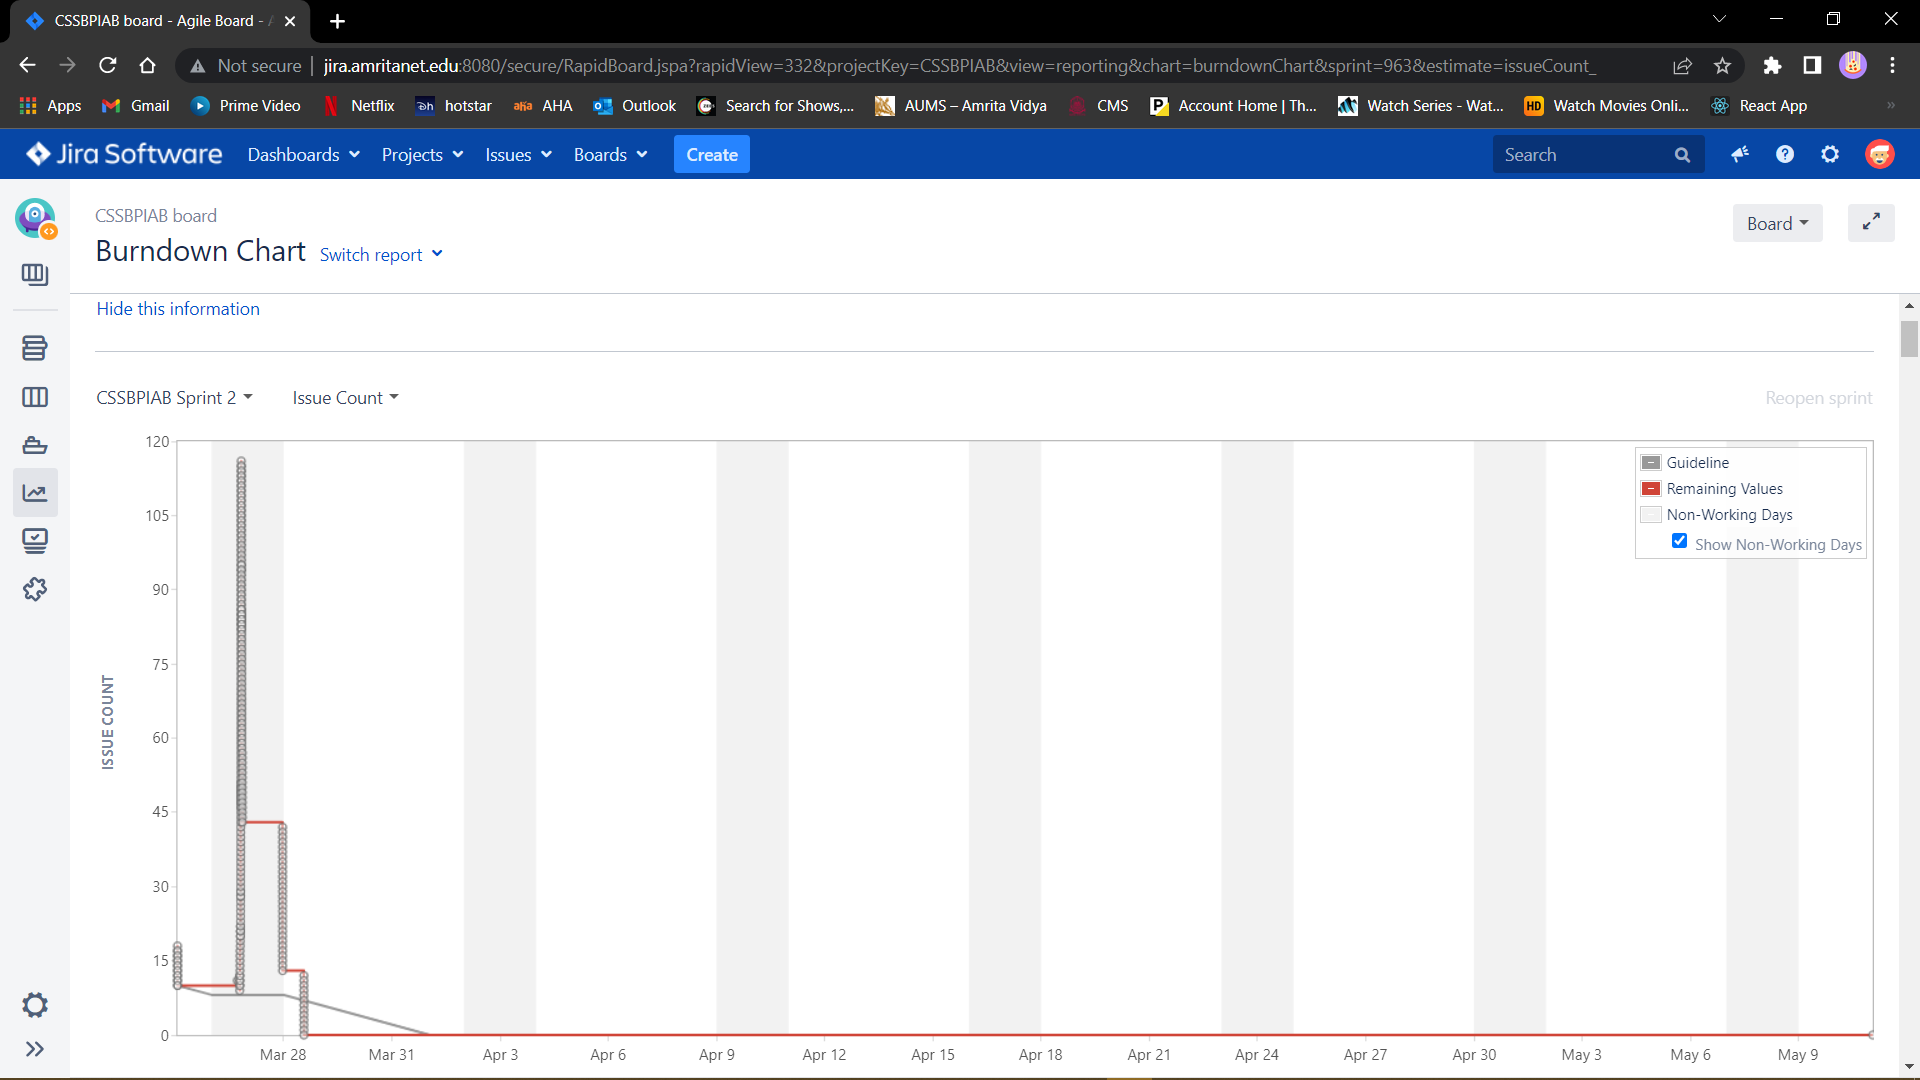 CSSBPIAB board - Agile Board -
Not secure | jira.amritanet.edu:8080/secure/RapidBoard.jspa?rapidView=332&projectKey=CSSBPIAB&view=reporting&chart=burndownChart&sprint=963&estimate=issueCount_
Apps Gmail Prime Video Netflix hotstar AHA Outlook Search for Shows,... AUMS – Amrita Vidya CMS Account Home | Th... Watch Series - Wat... HD Watch Movies Onli... React App »
Jira Software Dashboards Projects Issues Boards Create Search
CSSBPIAB board
Burndown Chart Switch report
Board
Hide this information
CSSBPIAB Sprint 2 Issue Count Reopen sprint
120
105
90
75
60
45
30
15
0
ISSUE COUNT
Guideline
Remaining Values
Non-Working Days
Show Non-Working Days
Mar 28 Mar 31 Apr 3 Apr 6 Apr 9 Apr 12 Apr 15 Apr 18 Apr 21 Apr 24 Apr 27 Apr 30 May 3 May 6 May 9